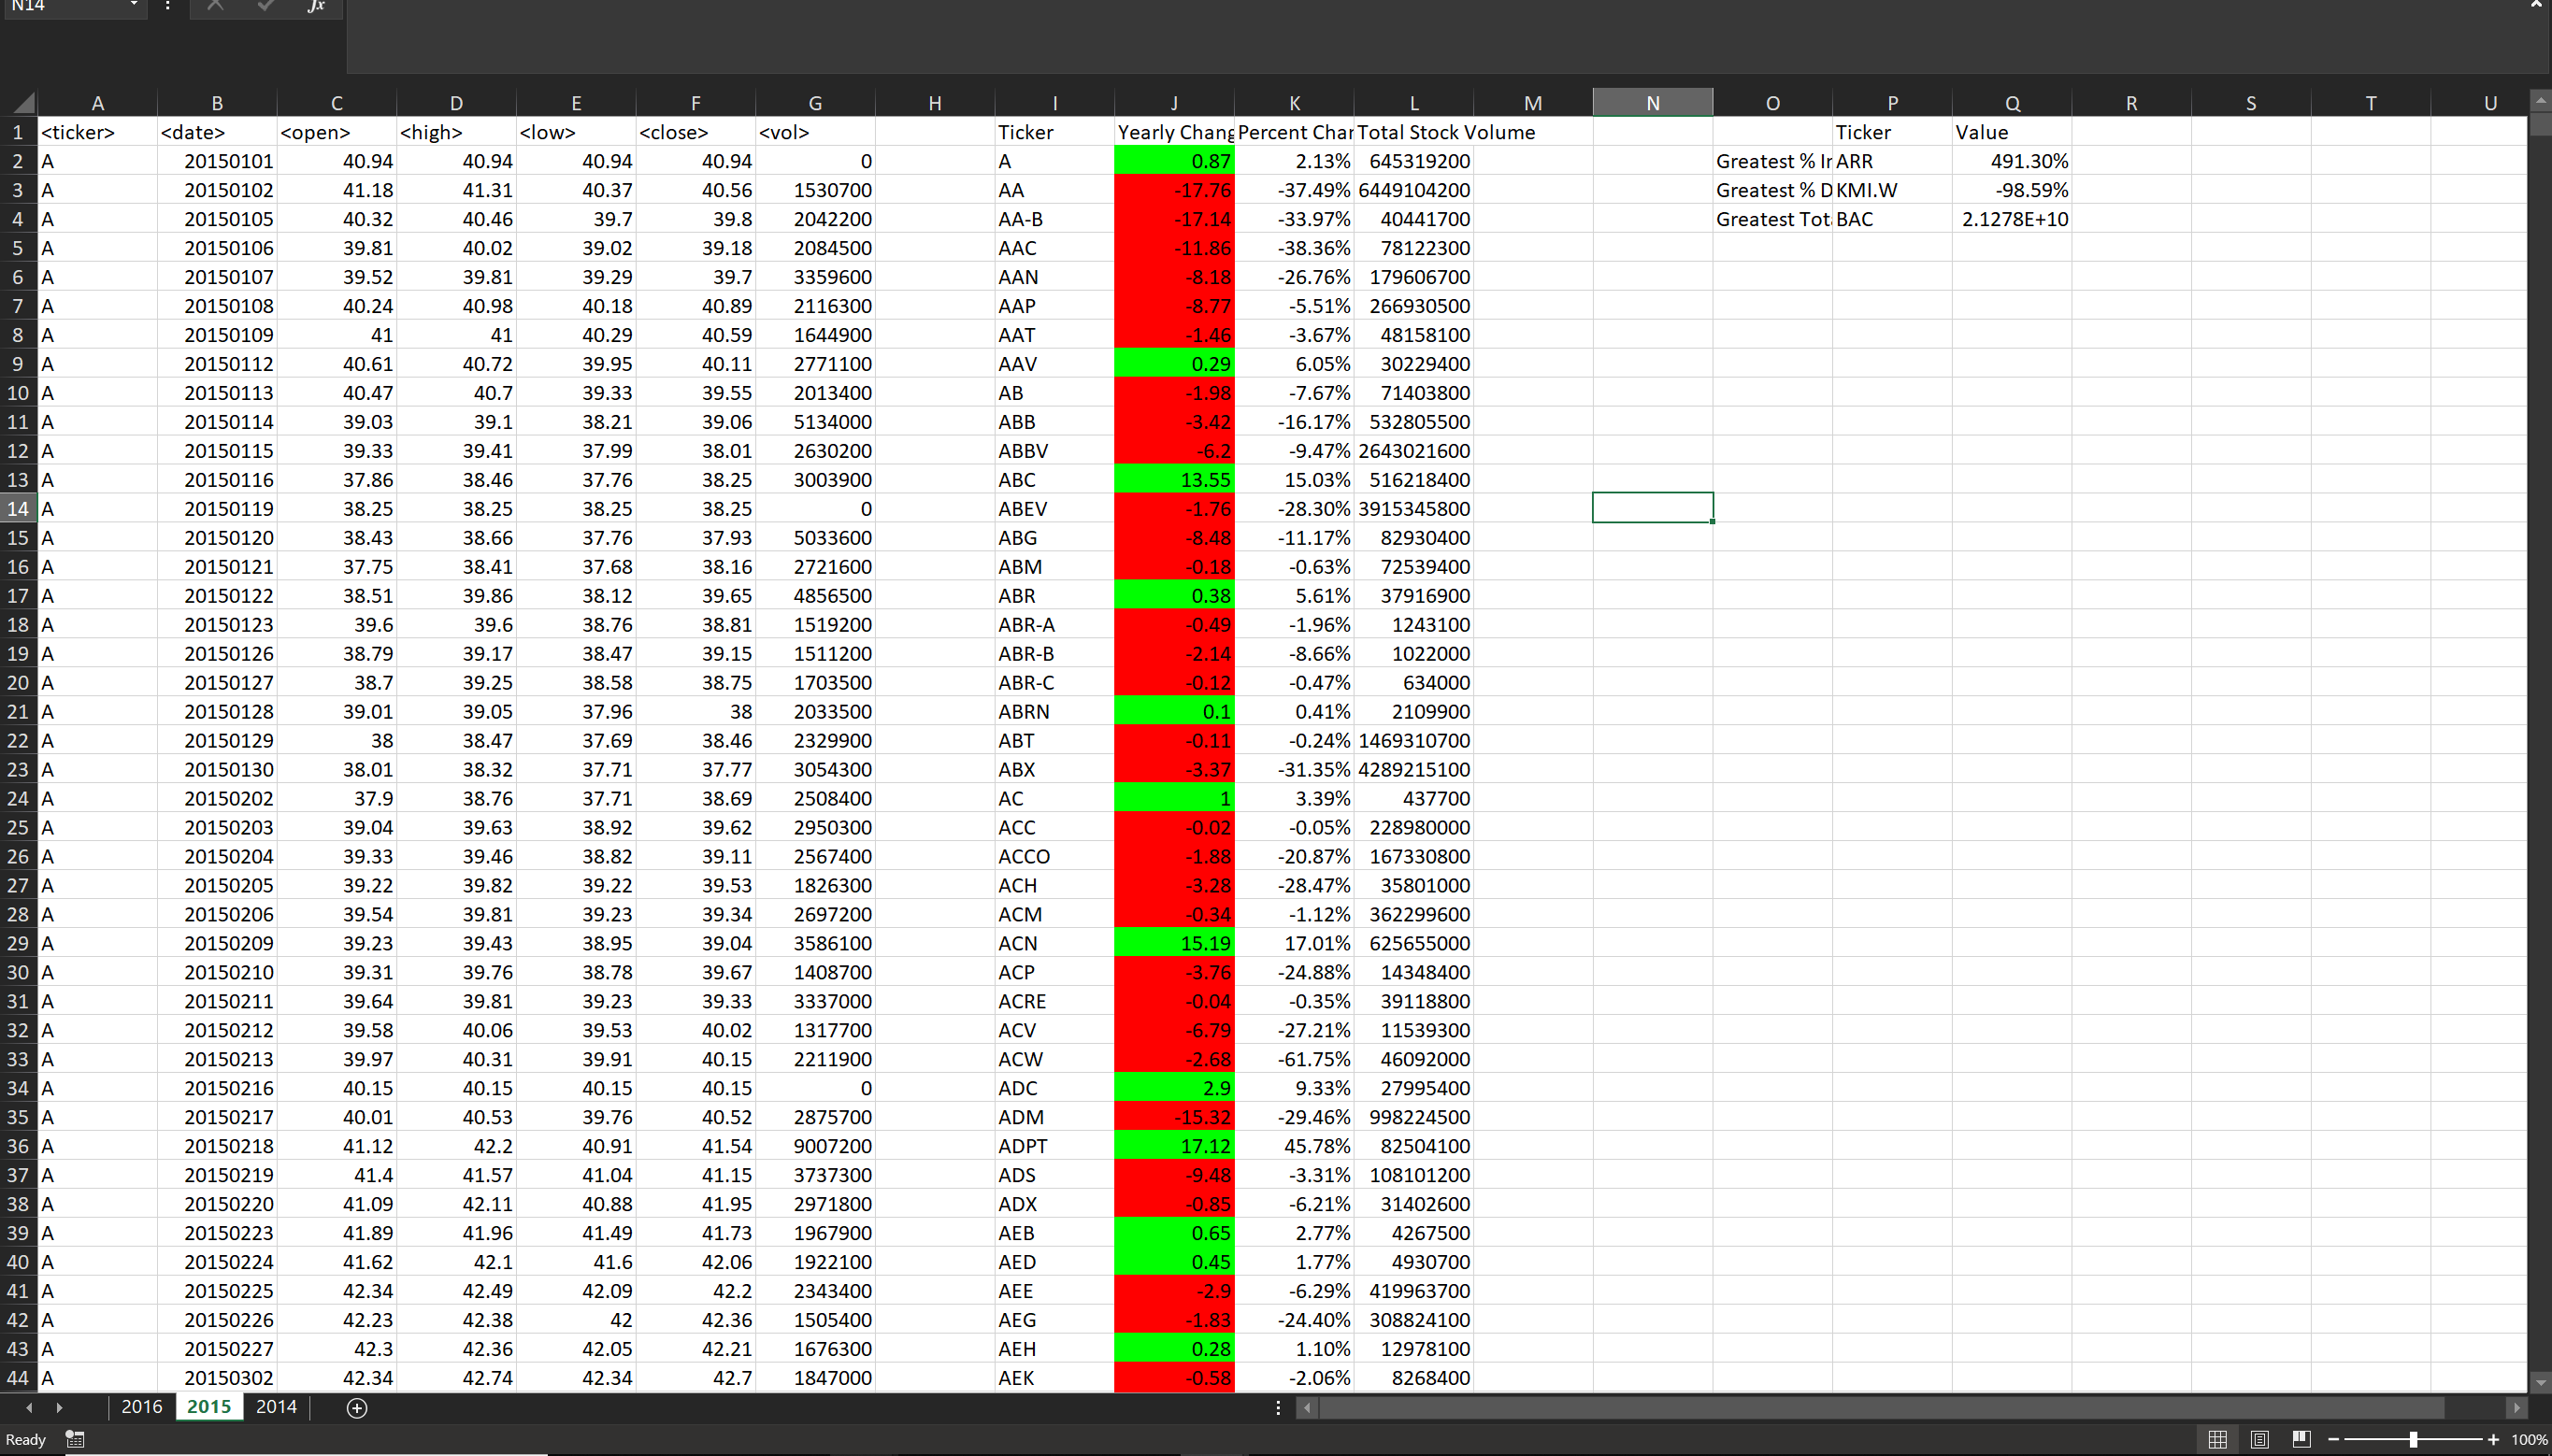 N14 fx
A B C D E F G H I J K L M N O P Q R S T U
1 <ticker> <date> <open> <high> <low> <close> <vol> Ticker Yearly Chang Percent Char Total Stock Volume Ticker Value
2 A 20150101 40.94 40.94 40.94 40.94 0 A 0.87 2.13% 645319200 Greatest % Ir ARR 491.30%
3 A 20150102 41.18 41.31 40.37 40.56 1530700 AA -17.76 -37.49% 6449104200 Greatest % D KMI.W -98.59%
4 A 20150105 40.32 40.46 39.7 39.8 2042200 AA-B -17.14 -33.97% 40441700 Greatest Tot BAC 2.1278E+10
5 A 20150106 39.81 40.02 39.02 39.18 2084500 AAC -11.86 -38.36% 78122300
6 A 20150107 39.52 39.81 39.29 39.7 3359600 AAN -8.18 -26.76% 179606700
7 A 20150108 40.24 40.98 40.18 40.89 2116300 AAP -8.77 -5.51% 266930500
8 A 20150109 41 41 40.29 40.59 1644900 AAT -1.46 -3.67% 48158100
9 A 20150112 40.61 40.72 39.95 40.11 2771100 AAV 0.29 6.05% 30229400
10 A 20150113 40.47 40.7 39.33 39.55 2013400 AB -1.98 -7.67% 71403800
11 A 20150114 39.03 39.1 38.21 39.06 5134000 ABB -3.42 -16.17% 532805500
12 A 20150115 39.33 39.41 37.99 38.01 2630200 ABBV -6.2 -9.47% 2643021600
13 A 20150116 37.86 38.46 37.76 38.25 3003900 ABC 13.55 15.03% 516218400
14 A 20150119 38.25 38.25 38.25 38.25 0 ABEV -1.76 -28.30% 3915345800
15 A 20150120 38.43 38.66 37.76 37.93 5033600 ABG -8.48 -11.17% 82930400
16 A 20150121 37.75 38.41 37.68 38.16 2721600 ABM -0.18 -0.63% 72539400
17 A 20150122 38.51 39.86 38.12 39.65 4856500 ABR 0.38 5.61% 37916900
18 A 20150123 39.6 39.6 38.76 38.81 1519200 ABR-A -0.49 -1.96% 1243100
19 A 20150126 38.79 39.17 38.47 39.15 1511200 ABR-B -2.14 -8.66% 1022000
20 A 20150127 38.7 39.25 38.58 38.75 1703500 ABR-C -0.12 -0.47% 634000
21 A 20150128 39.01 39.05 37.96 38 2033500 ABRN 0.1 0.41% 2109900
22 A 20150129 38 38.47 37.69 38.46 2329900 ABT -0.11 -0.24% 1469310700
23 A 20150130 38.01 38.32 37.71 37.77 3054300 ABX -3.37 -31.35% 4289215100
24 A 20150202 37.9 38.76 37.71 38.69 2508400 AC 1 3.39% 437700
25 A 20150203 39.04 39.63 38.92 39.62 2950300 ACC -0.02 -0.05% 228980000
26 A 20150204 39.33 39.46 38.82 39.11 2567400 ACCO -1.88 -20.87% 167330800
27 A 20150205 39.22 39.82 39.22 39.53 1826300 ACH -3.28 -28.47% 35801000
28 A 20150206 39.54 39.81 39.23 39.34 2697200 ACM -0.34 -1.12% 362299600
29 A 20150209 39.23 39.43 38.95 39.04 3586100 ACN 15.19 17.01% 625655000
30 A 20150210 39.31 39.76 38.78 39.67 1408700 ACP -3.76 -24.88% 14348400
31 A 20150211 39.64 39.81 39.23 39.33 3337000 ACRE -0.04 -0.35% 39118800
32 A 20150212 39.58 40.06 39.53 40.02 1317700 ACV -6.79 -27.21% 11539300
33 A 20150213 39.97 40.31 39.91 40.15 2211900 ACW -2.68 -61.75% 46092000
34 A 20150216 40.15 40.15 40.15 40.15 0 ADC 2.9 9.33% 27995400
35 A 20150217 40.01 40.53 39.76 40.52 2875700 ADM -15.32 -29.46% 998224500
36 A 20150218 41.12 42.2 40.91 41.54 9007200 ADPT 17.12 45.78% 82504100
37 A 20150219 41.4 41.57 41.04 41.15 3737300 ADS -9.48 -3.31% 108101200
38 A 20150220 41.09 42.11 40.88 41.95 2971800 ADX -0.85 -6.21% 31402600
39 A 20150223 41.89 41.96 41.49 41.73 1967900 AEB 0.65 2.77% 4267500
40 A 20150224 41.62 42.1 41.6 42.06 1922100 AED 0.45 1.77% 4930700
41 A 20150225 42.34 42.49 42.09 42.2 2343400 AEE -2.9 -6.29% 419963700
42 A 20150226 42.23 42.38 42 42.36 1505400 AEG -1.83 -24.40% 308824100
43 A 20150227 42.3 42.36 42.05 42.21 1676300 AEH 0.28 1.10% 12978100
44 A 20150302 42.34 42.74 42.34 42.7 1847000 AEK -0.58 -2.06% 8268400
2016 2015 2014
Ready 100%